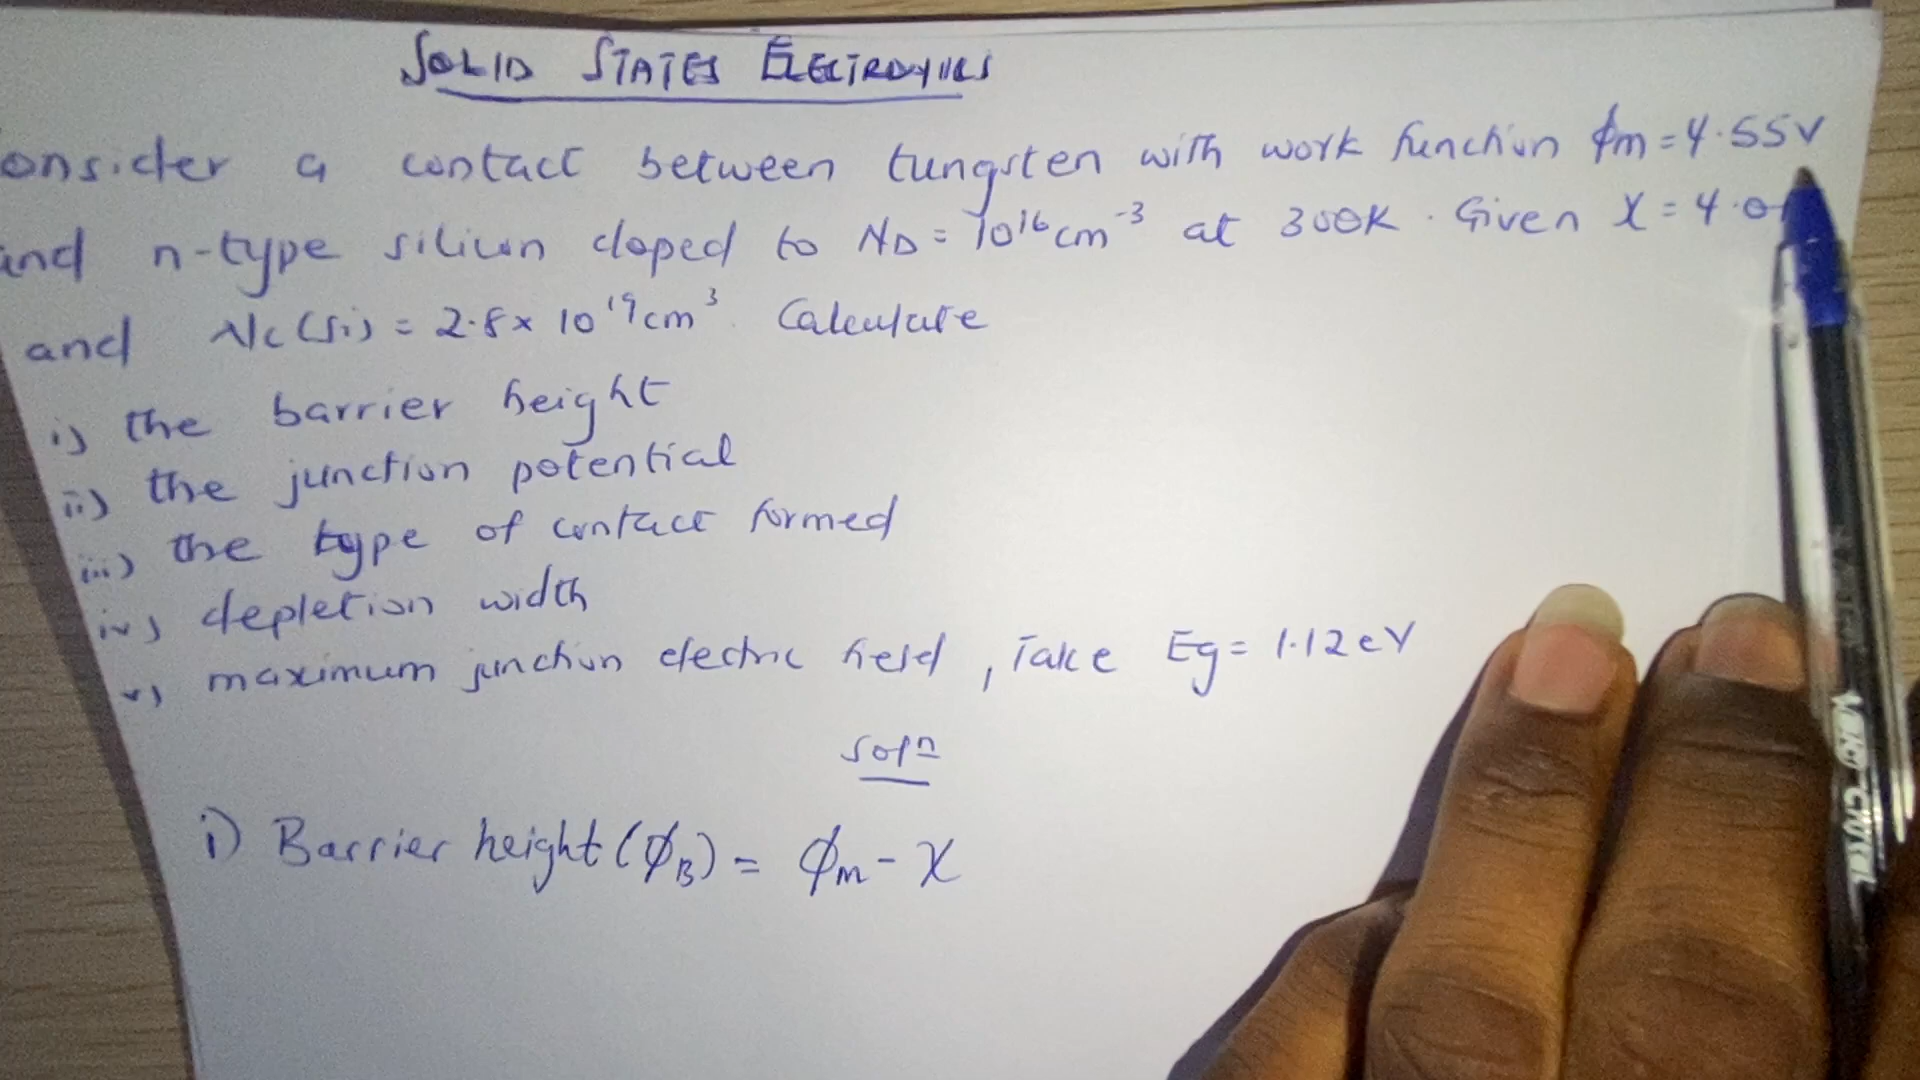 SOLID STATES ELECTRONICS
onsider a contact between tungsten with work function ϕm = 4.55V
and n-type silicon doped to ND = 10¹⁶cm⁻³ at 300K. Given X = 4.0
and Nc(Si) = 2.8 × 10¹⁹cm³. Calculate
i) the barrier height
ii) the junction potential
iii) the type of contact formed
iv) depletion width
v) maximum junction electric field, Take Eg = 1.12eV
Solⁿ
i) Barrier height (ϕB) = ϕm - X